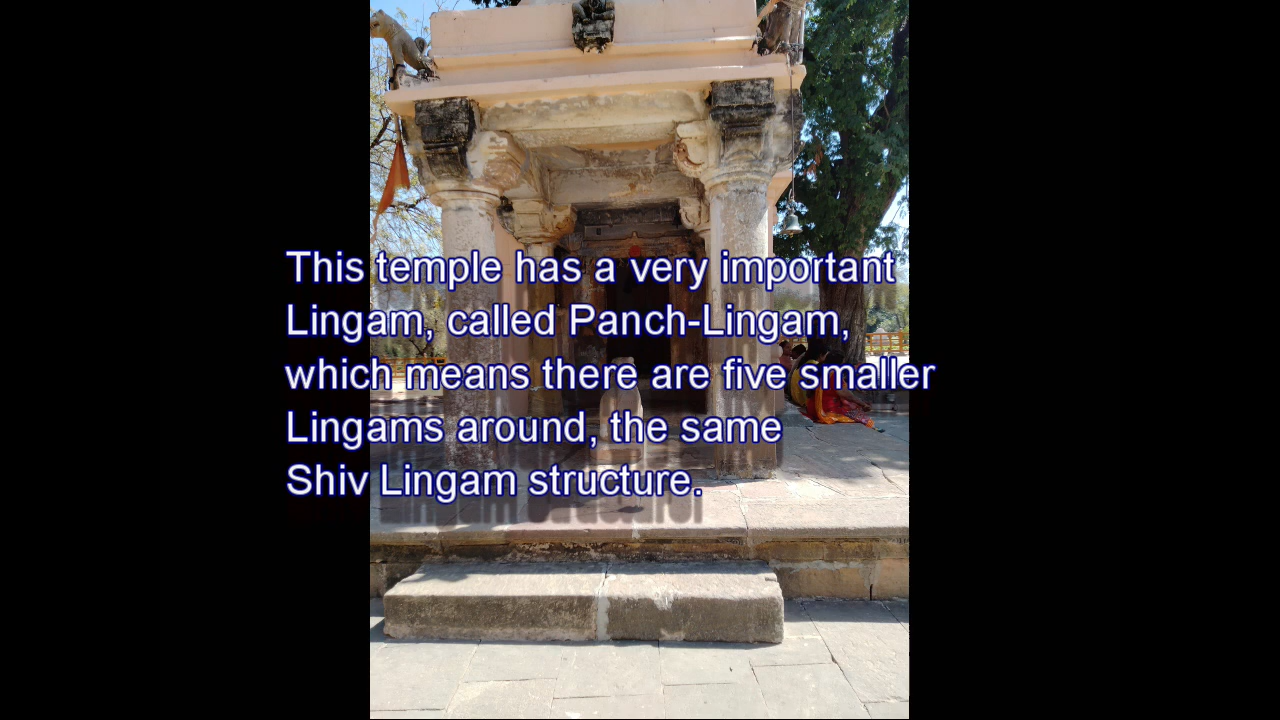 This temple has a very important
Lingam, called Panch-Lingam,
which means there are five smaller
Lingams around, the same
Shiv Lingam structure.